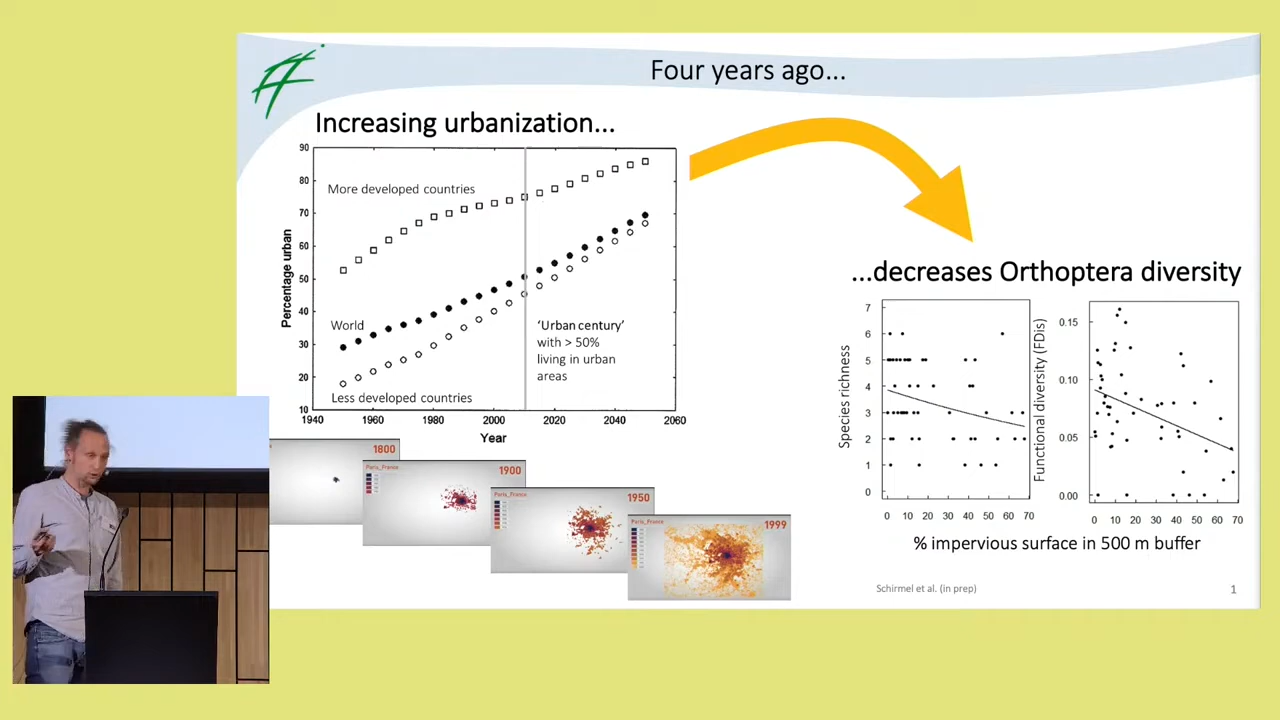 Four years ago...
Increasing urbanization...
90
80
70
60
50
40
30
20
10
Percentage urban
More developed countries
World
Less developed countries
'Urban century'
with > 50%
living in urban
areas
1940
1960
1980
2000
2020
2040
2060
Year
1800
Paris_France
1900
Paris_France
1950
Paris_France
1999
...decreases Orthoptera diversity
7
6
5
4
3
2
1
0
Species richness
0 10 20 30 40 50 60 70
Functional diversity (FDis)
0.15
0.10
0.05
0.00
0 10 20 30 40 50 60 70
% impervious surface in 500 m buffer
Schirmel et al. (in prep)
1